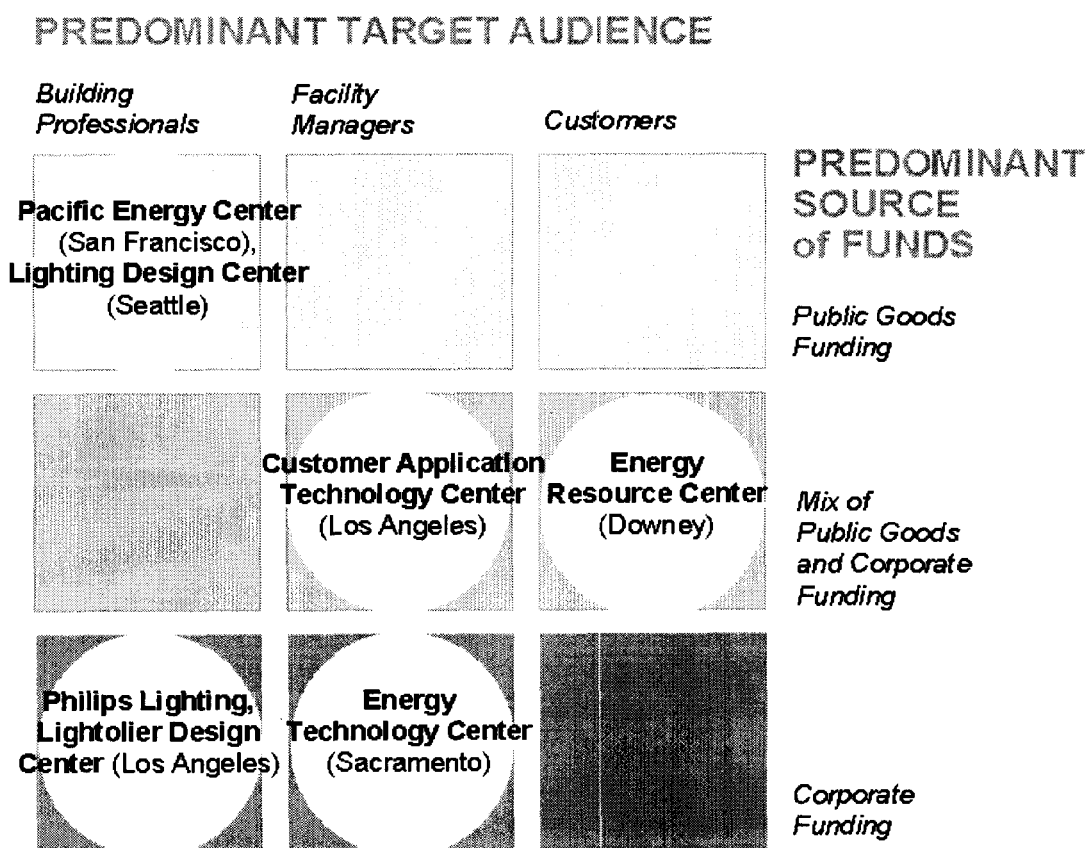 PREDOMINANT TARGET AUDIENCE
Building
Professionals
Facility
Managers
Customers
PREDOMINANT
SOURCE
of FUNDS
Pacific Energy Center
(San Francisco),
Lighting Design Center
(Seattle)
Public Goods
Funding
Customer Application
Technology Center
(Los Angeles)
Energy
Resource Center
(Downey)
Mix of
Public Goods
and Corporate
Funding
Philips Lighting,
Lightolier Design
Center (Los Angeles)
Energy
Technology Center
(Sacramento)
Corporate
Funding